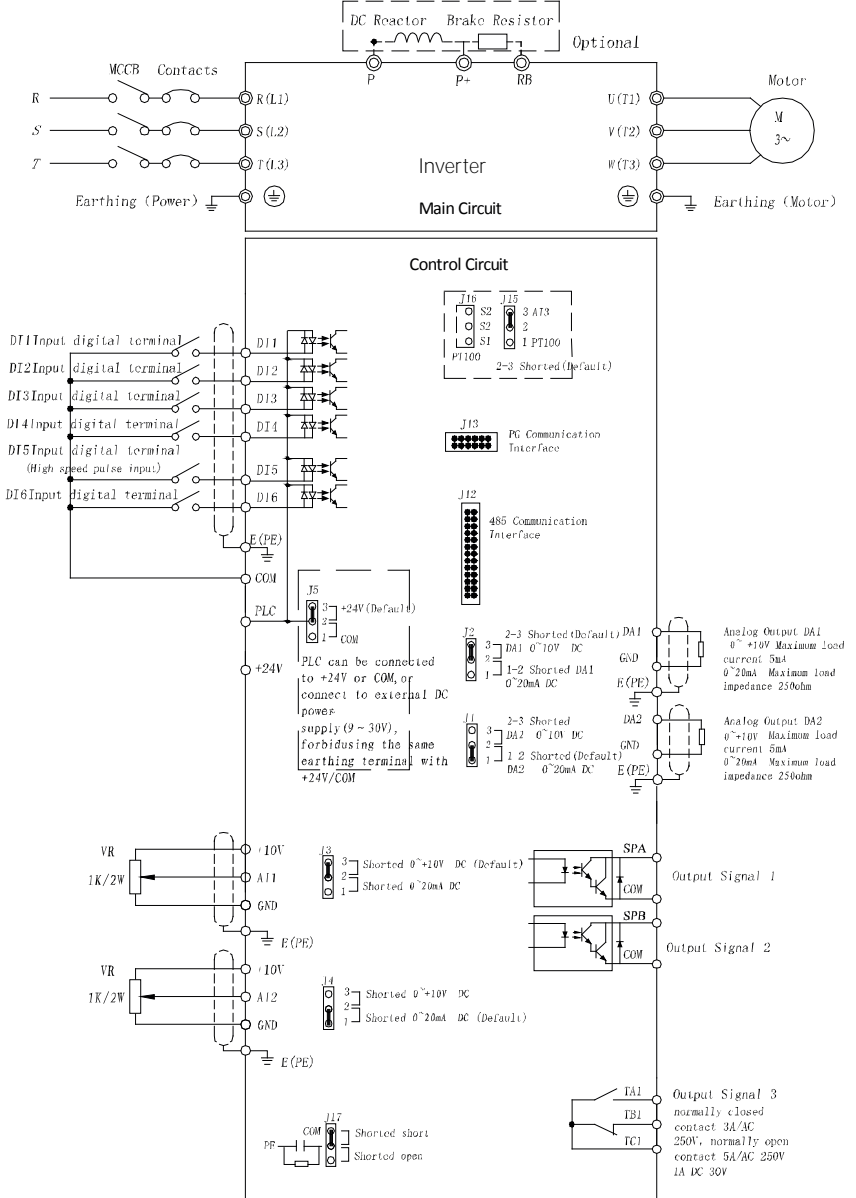 DC Reactor Brake Resistor
Optional
P P+ RB
MCCB Contacts
Motor
R R(L1) U(T1)
M
3~
S S(L2) V(T2)
T T(L3) W(T3)
Inverter
Earthing (Power)
Earthing (Motor)
Main Circuit
Control Circuit
J16 J15
S2 3 AI3
S2 2
S1 1 PT100
PT100
2-3 Shorted(Default)
DI1Input digital terminal DI1
DI2Input digital terminal DI2
DI3Input digital terminal DI3
DI4Input digital terminal DI4
DI5Input digital terminal
(High speed pulse input) DI5
DI6Input digital terminal DI6
E(PE)
COM
PLC
+24V
J13
PG Communication
Interface
J12
485 Communication
Interface
J5
3 +24V(Default)
2
1 COM
PLC can be connected
to +24V or COM,or
connect to external DC
power
supply(9~30V),
forbidusing the same
earthing terminal with
+24V/COM
J2
2-3 Shorted(Default)
3 DA1 0~10V DC
2
1 1-2 Shorted DA1
0~20mA DC
DA1
GND
E(PE)
Analog Output DA1
0~ +10V Maximum load
current 5mA
0~20mA Maximum load
impedance 250ohm
J1
2-3 Shorted
3 DA2 0~10V DC
2
1 1-2 Shorted(Default)
DA2 0~20mA DC
DA2
GND
E(PE)
Analog Output DA2
0~+10V Maximum load
current 5mA
0~20mA Maximum load
impedance 250ohm
VR
1K/2W
+10V
AI1
GND
E(PE)
J3
3 Shorted 0~+10V DC (Default)
2
1 Shorted 0~20mA DC
SPA
COM
Output Signal 1
SPB
COM
Output Signal 2
VR
1K/2W
+10V
AI2
GND
E(PE)
J4
3 Shorted 0~+10V DC
2
1 Shorted 0~20mA DC (Default)
J17
COM
PE
Shorted short
Shorted open
TA1
TB1
TC1
Output Signal 3
normally closed
contact 3A/AC
250V, normally open
contact 5A/AC 250V
1A DC 30V